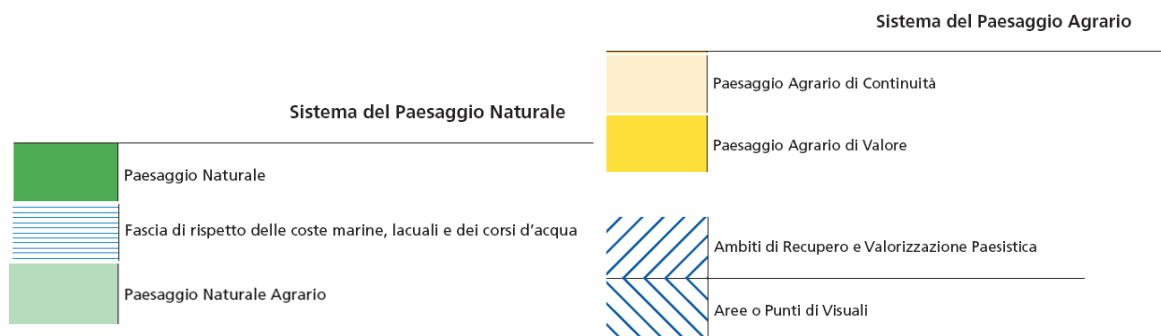 Sistema del Paesaggio Naturale
Paesaggio Naturale
Fascia di rispetto delle coste marine, lacuali e dei corsi d'acqua
Paesaggio Naturale Agrario
Sistema del Paesaggio Agrario
Paesaggio Agrario di Continuità
Paesaggio Agrario di Valore
Ambiti di Recupero e Valorizzazione Paesistica
Aree o Punti di Visuali